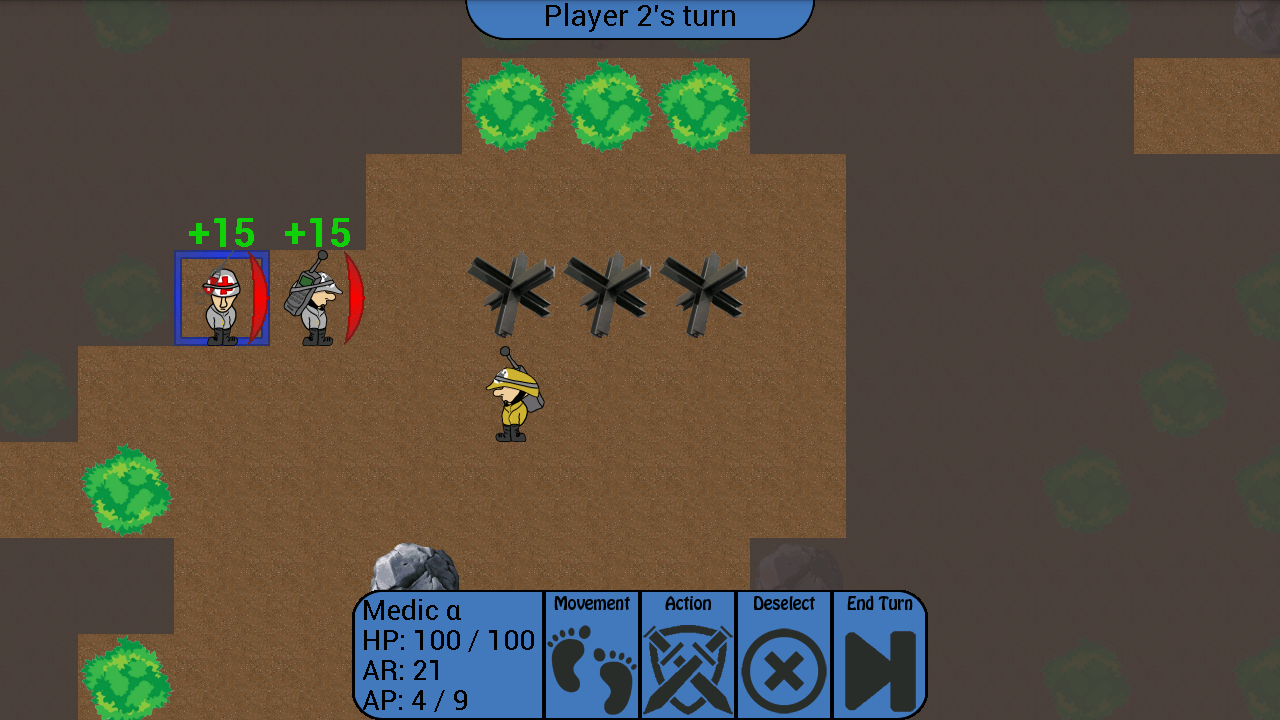 Player 2's turn
+15 +15
Medic α
HP: 100 / 100
AR: 21
AP: 4 / 9
Movement
Action
Deselect
End Turn